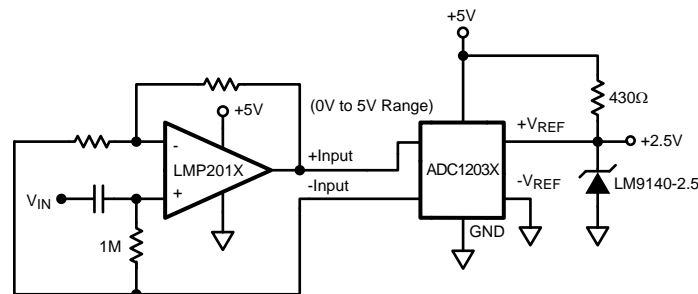 +5V
+5V
(0V to 5V Range)
430Ω
-
LMP201X
+
+Input
-Input
ADC1203X
+VREF
+2.5V
-VREF
LM9140-2.5
VIN
1M
GND